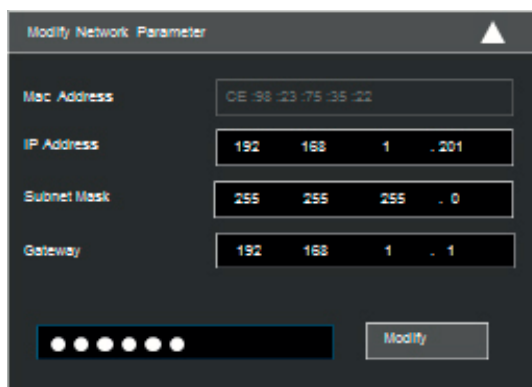 Modify Network Parameter
Mac Address CE :98 :23 :75 :35 :22
IP Address 192 168 1 . 201
Subnet Mask 255 255 255 . 0
Gateway 192 168 1 . 1
●●●●●● Modify